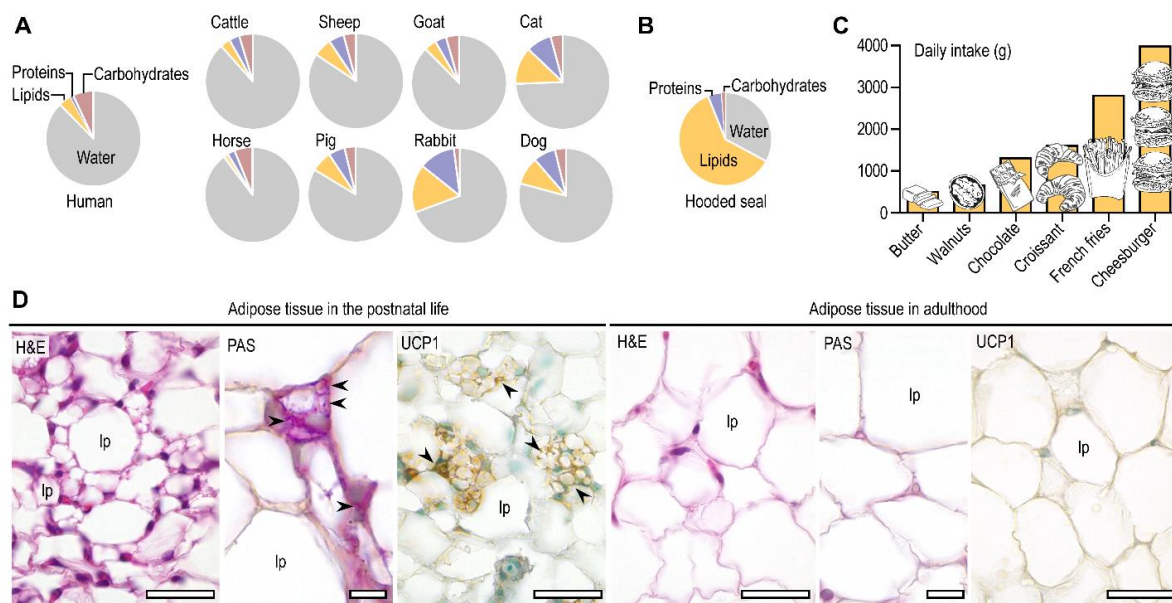 A
Proteins
Lipids
Carbohydrates
Water
Human
Cattle
Sheep
Goat
Cat
Horse
Pig
Rabbit
Dog
B
Proteins
Carbohydrates
Water
Lipids
Hooded seal
C
Daily intake (g)
4000
3000
2000
1000
0
Butter
Walnuts
Chocolate
Croissant
French fries
Cheesburger
D
Adipose tissue in the postnatal life
Adipose tissue in adulthood
H&E
lp
lp
PAS
lp
UCP1
lp
H&E
lp
PAS
lp
UCP1
lp